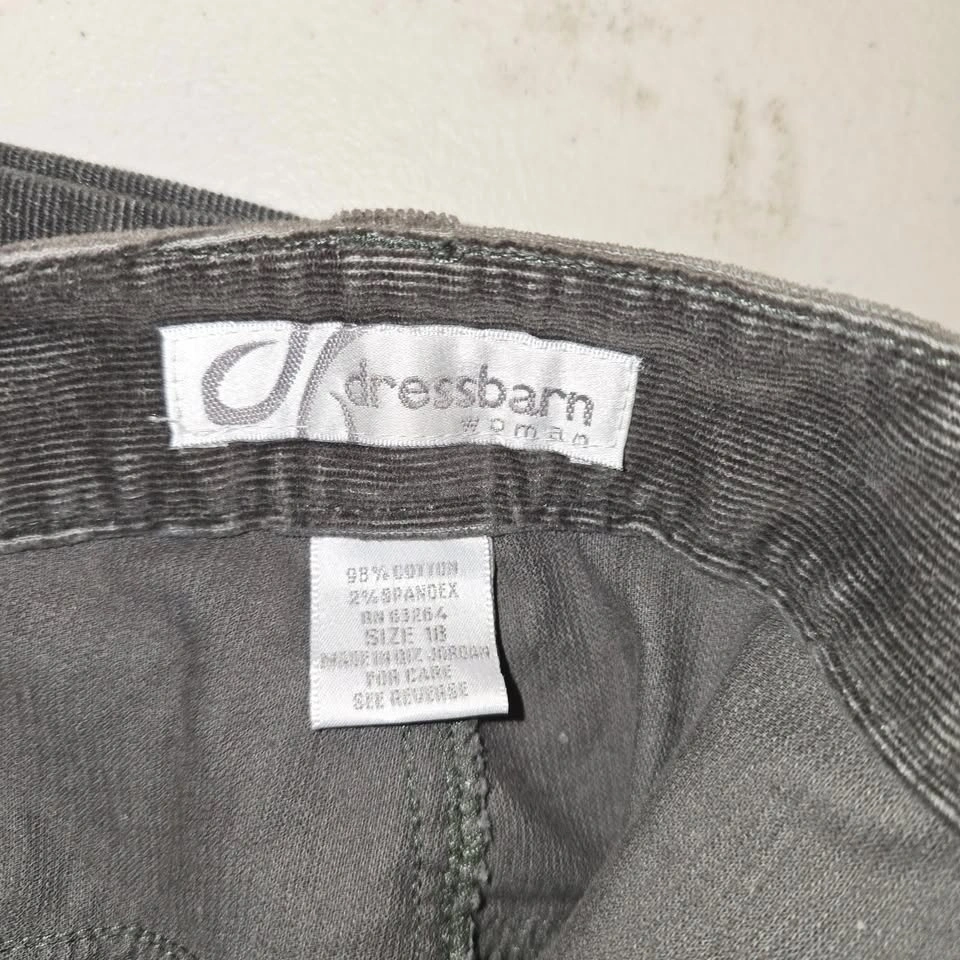 dressbarn
woman
98% COTTON
2% SPANDEX
RN 63264
SIZE 18
MADE IN QIZ JORDAN
FOR CARE
SEE REVERSE